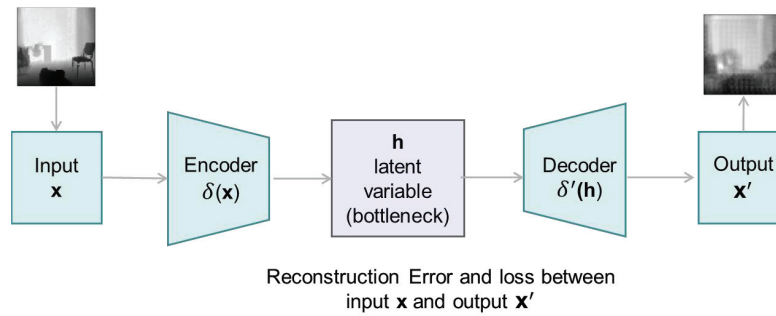 Input
x
Encoder
δ(x)
h
latent
variable
(bottleneck)
Decoder
δ′(h)
Output
x′
Reconstruction Error and loss between
input x and output x′